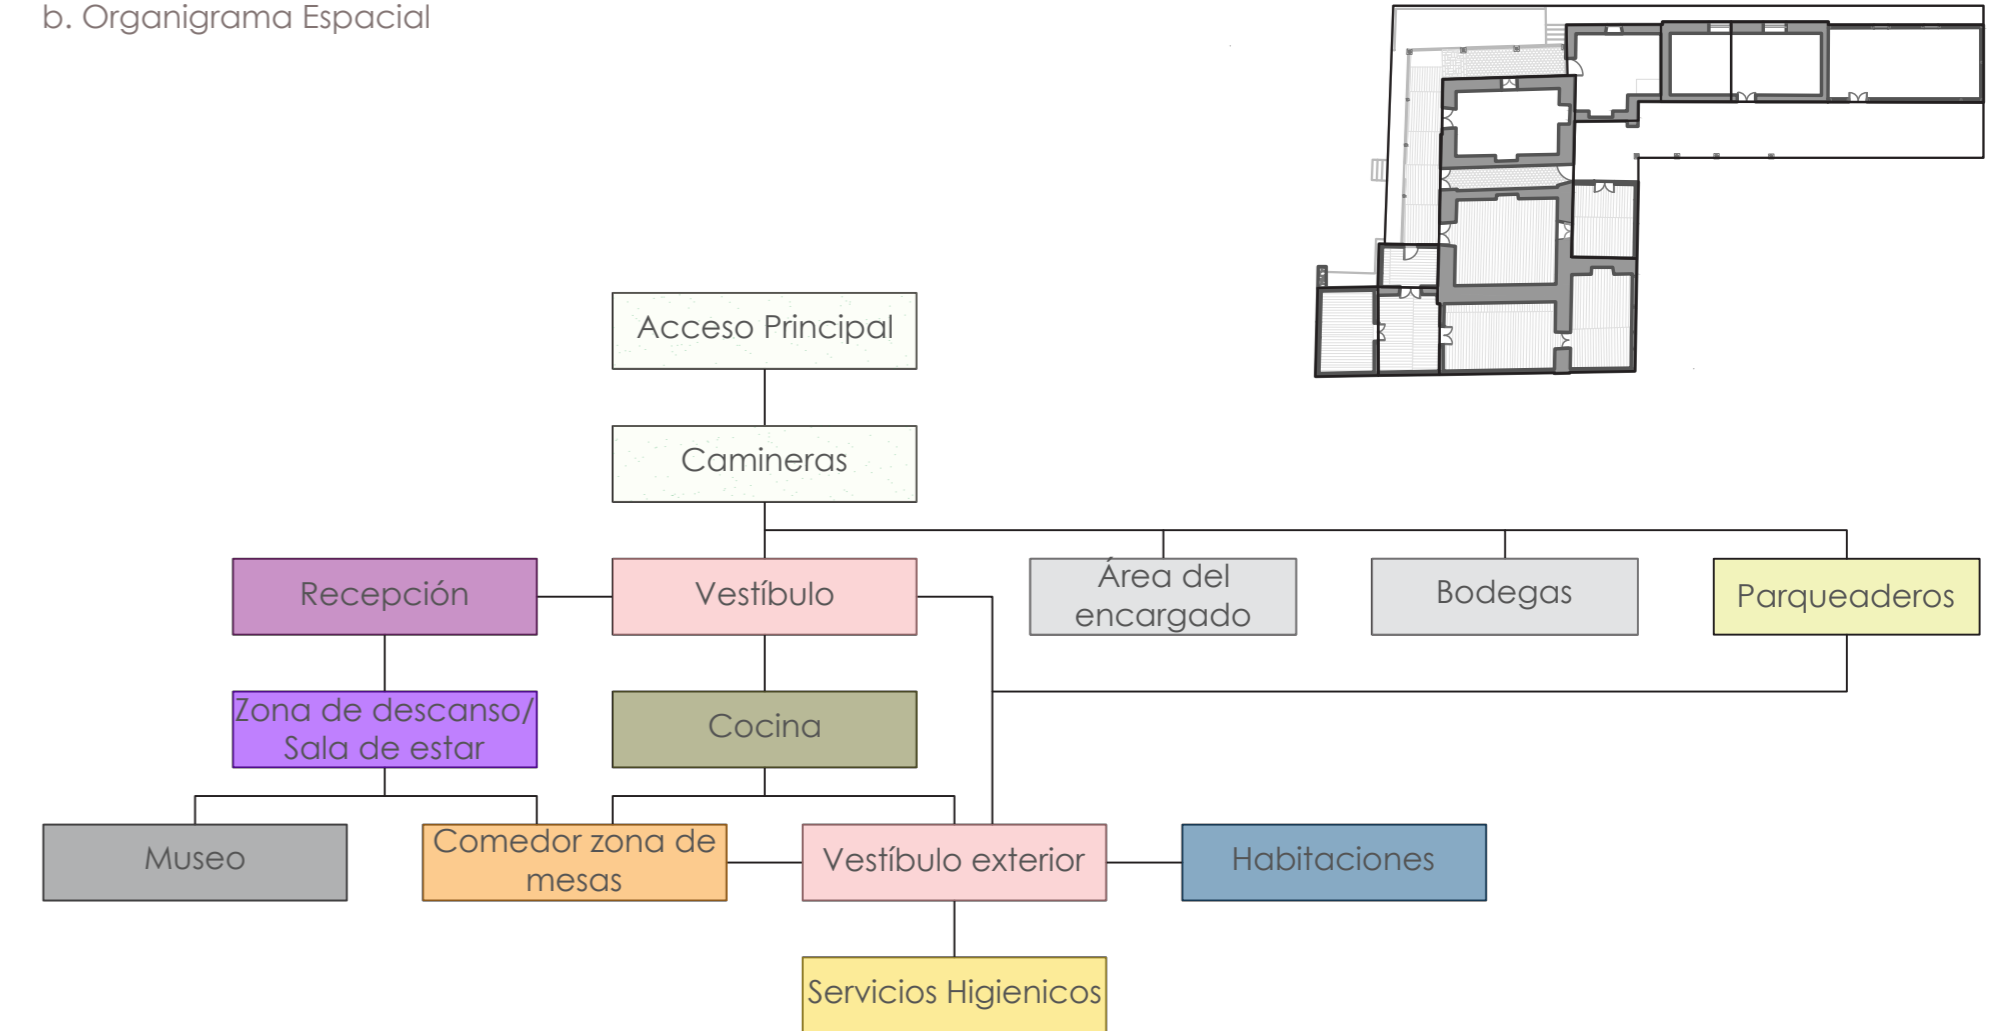 b. Organigrama Espacial
Acceso Principal
Camineras
Recepción
Vestíbulo
Área del
encargado
Bodegas
Parqueaderos
Zona de descanso/
Sala de estar
Cocina
Museo
Comedor zona de
mesas
Vestíbulo exterior
Habitaciones
Servicios Higienicos